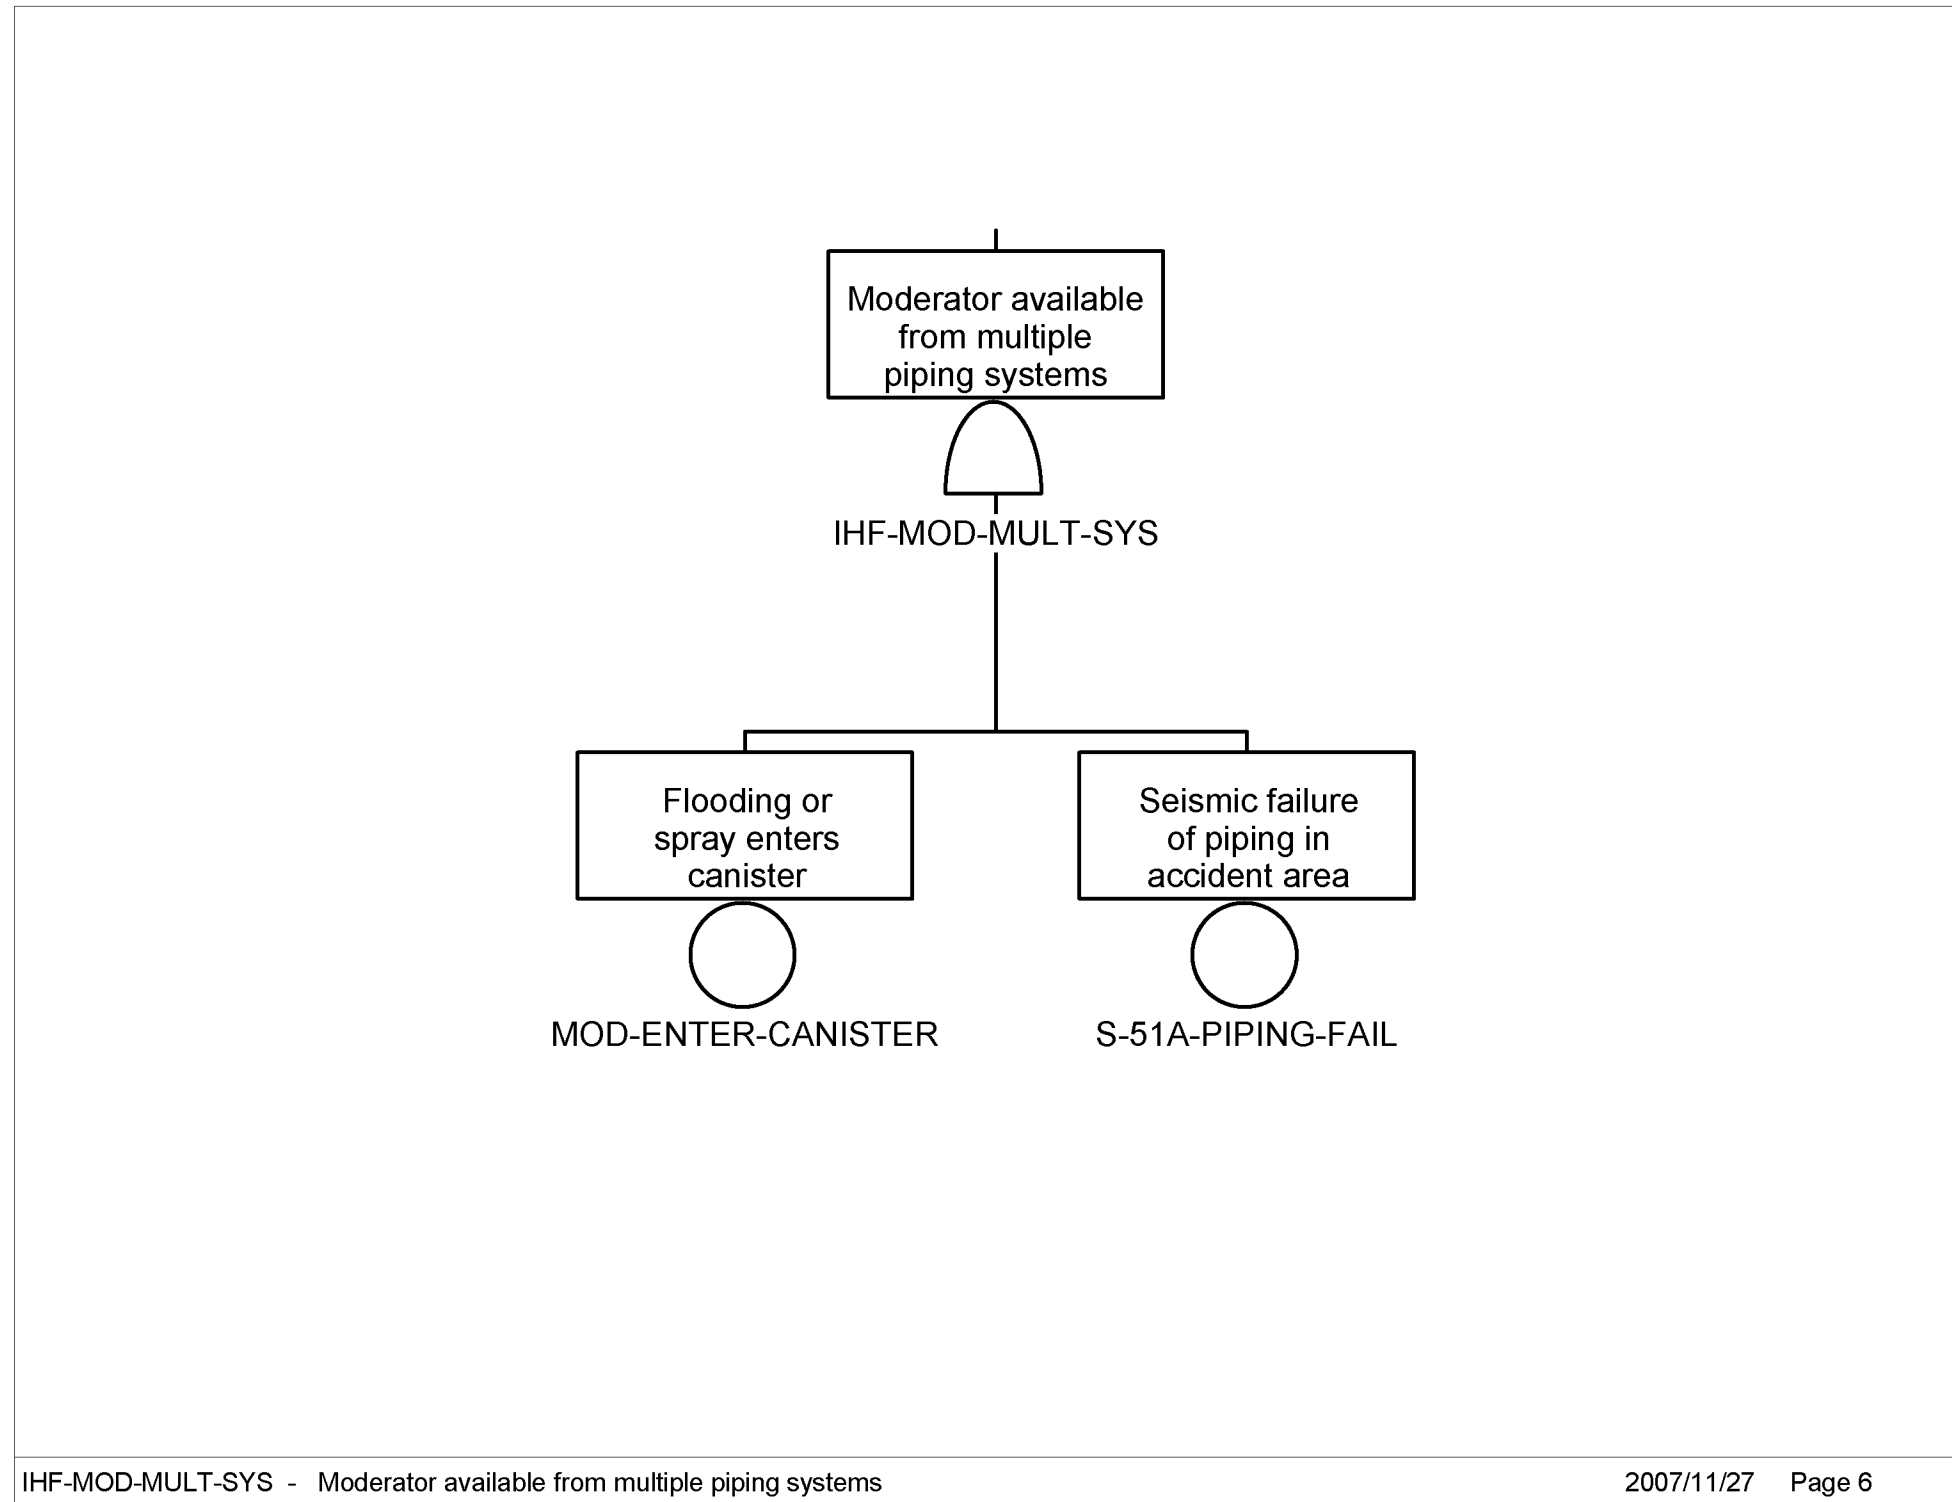 Moderator available
from multiple
piping systems
IHF-MOD-MULT-SYS
Flooding or
spray enters
canister
MOD-ENTER-CANISTER
Seismic failure
of piping in
accident area
S-51A-PIPING-FAIL
IHF-MOD-MULT-SYS - Moderator available from multiple piping systems
2007/11/27 Page 6